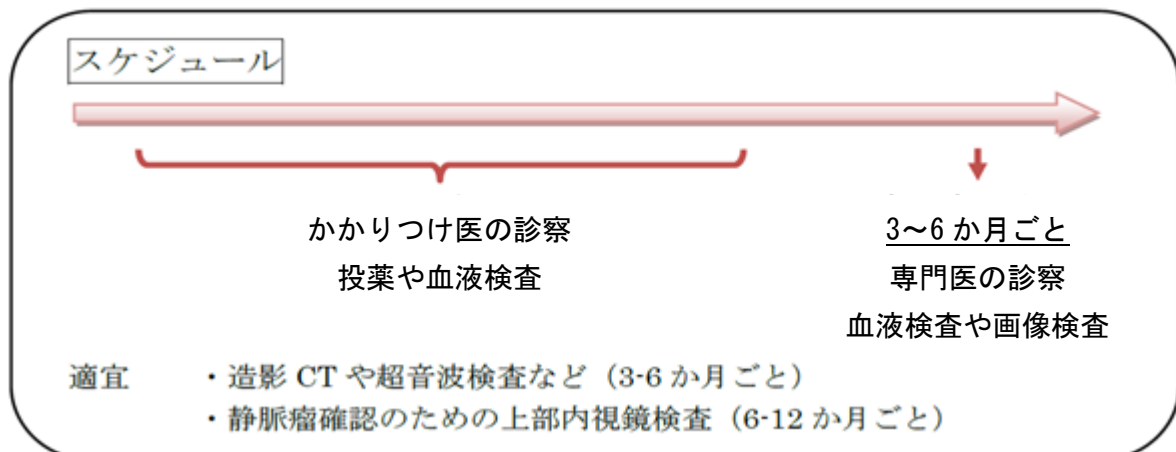 スケジュール
かかりつけ医の診察
投薬や血液検査
3～6か月ごと
専門医の診察
血液検査や画像検査
適宜 ・造影 CT や超音波検査など（3-6 か月ごと）
・静脈瘤確認のための上部内視鏡検査（6-12 か月ごと）